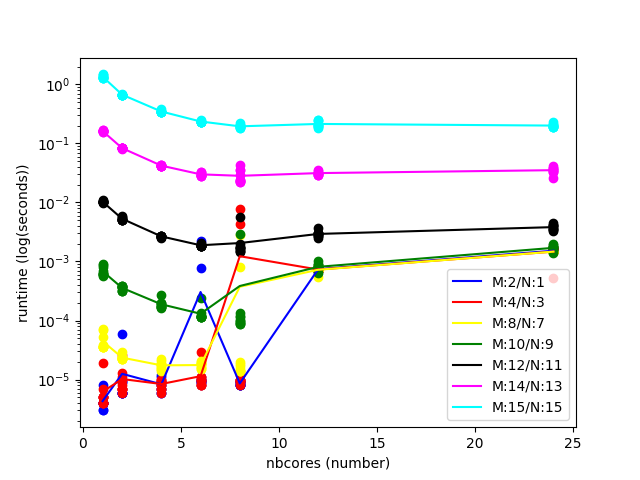 10⁰
10⁻¹
10⁻²
10⁻³
10⁻⁴
10⁻⁵
runtime (log(seconds))
0 5 10 15 20 25
nbcores (number)
M:2/N:1
M:4/N:3
M:8/N:7
M:10/N:9
M:12/N:11
M:14/N:13
M:15/N:15